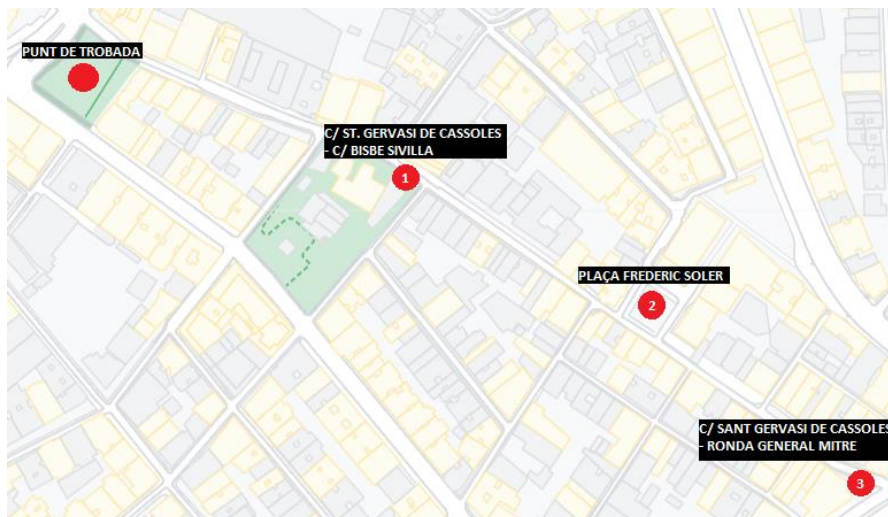 PUNT DE TROBADA
C/ ST. GERVASI DE CASSOLES
- C/ BISBE SIVILLA
1
PLAÇA FREDERIC SOLER
2
C/ SANT GERVASI DE CASSOLES
- RONDA GENERAL MITRE
3